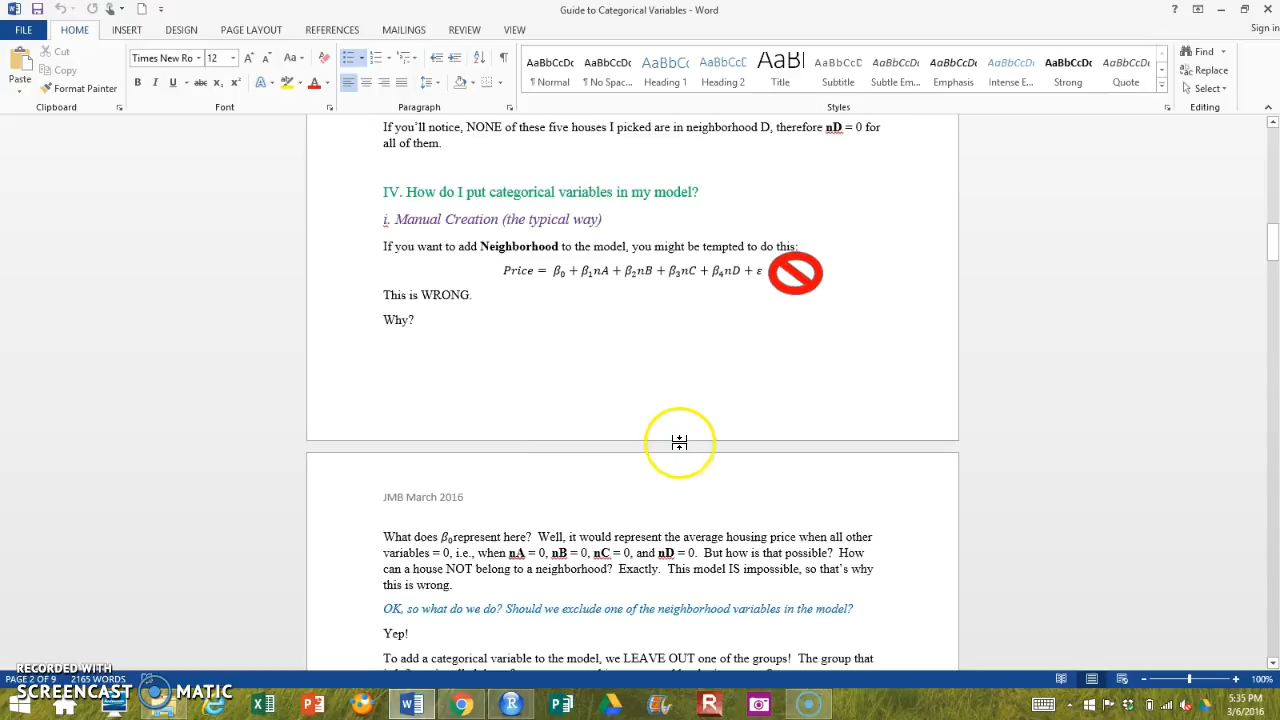 Guide to Categorical Variables - Word
Sign in
FILE HOME INSERT DESIGN PAGE LAYOUT REFERENCES MAILINGS REVIEW VIEW
Paste
Cut
Copy
Format Painter
Clipboard
Times New Ro 12
Font
Paragraph
AaBbCcDc AaBbCcDc AaBbCc AaBbCcD AaBl AaBbCcDc AaBbCcDc AaBbCcDc AaBbCcDc AaBbCcDc AaBbCcDc
¶ Normal ¶ No Spac... Heading 1 Heading 2 Title Subtitle Subtle Em... Emphasis Intense E... Strong Quote
Styles
Find
Replace
Select
Editing
If you'll notice, NONE of these five houses I picked are in neighborhood D, therefore nD = 0 for
all of them.
IV. How do I put categorical variables in my model?
i. Manual Creation (the typical way)
If you want to add Neighborhood to the model, you might be tempted to do this:
Price = β₀ + β₁nA + β₂nB + β₃nC + β₄nD + ε
This is WRONG.
Why?
JMB March 2016
What does β₀represent here? Well, it would represent the average housing price when all other
variables = 0, i.e., when nA = 0, nB = 0, nC = 0, and nD = 0. But how is that possible? How
can a house NOT belong to a neighborhood? Exactly. This model IS impossible, so that's why
this is wrong.
OK, so what do we do? Should we exclude one of the neighborhood variables in the model?
Yep!
To add a categorical variable to the model, we LEAVE OUT one of the groups! The group that
RECORDED WITH
SCREENCAST MATIC
PAGE 2 OF 9 2165 WORDS
100%
5:35 PM
3/6/2016